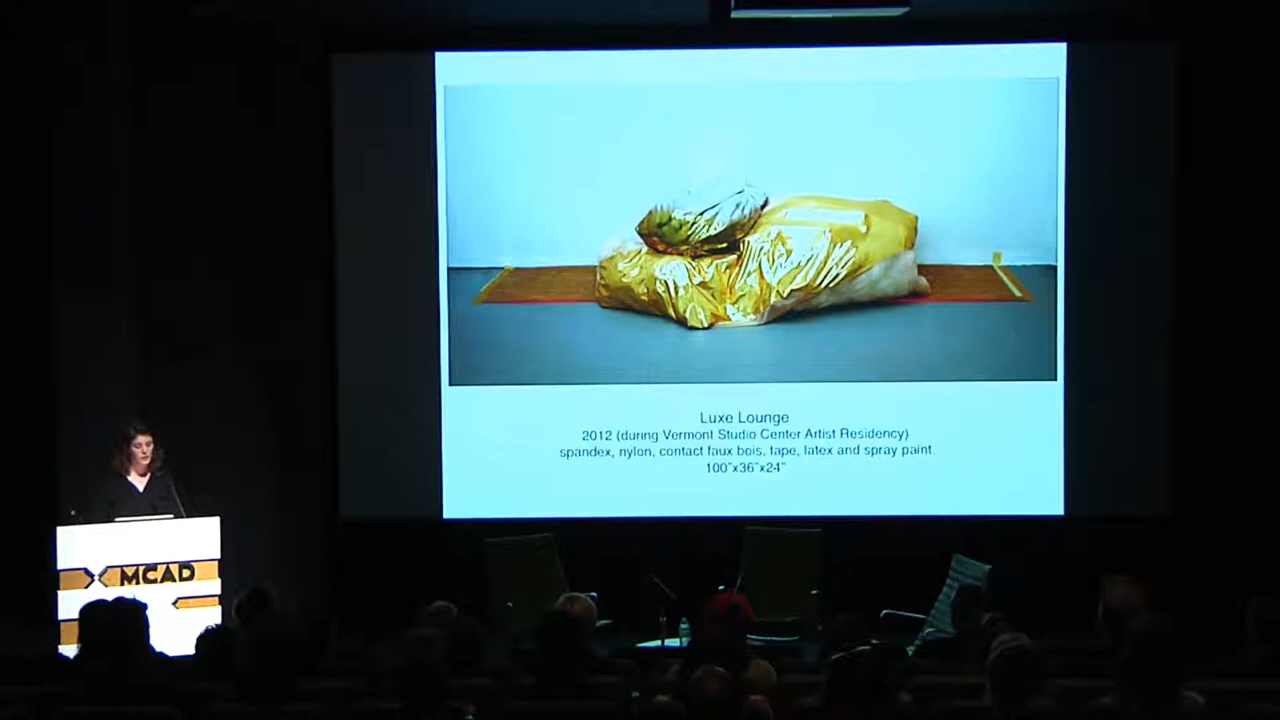 Luxe Lounge
2012 (during Vermont Studio Center Artist Residency)
spandex, nylon, contact faux bois, tape, latex and spray paint.
100"x36"x24"
MCAD